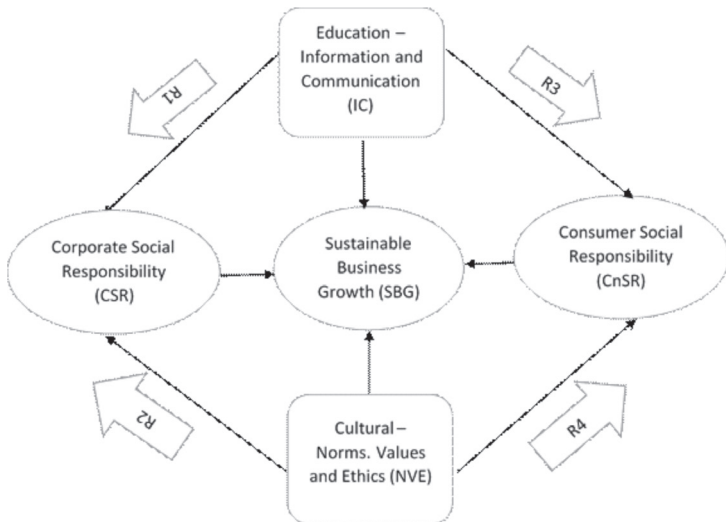 Education –
Information and
Communication
(IC)
R1
R3
Corporate Social
Responsibility
(CSR)
Sustainable
Business
Growth (SBG)
Consumer Social
Responsibility
(CnSR)
R2
R4
Cultural –
Norms. Values
and Ethics (NVE)